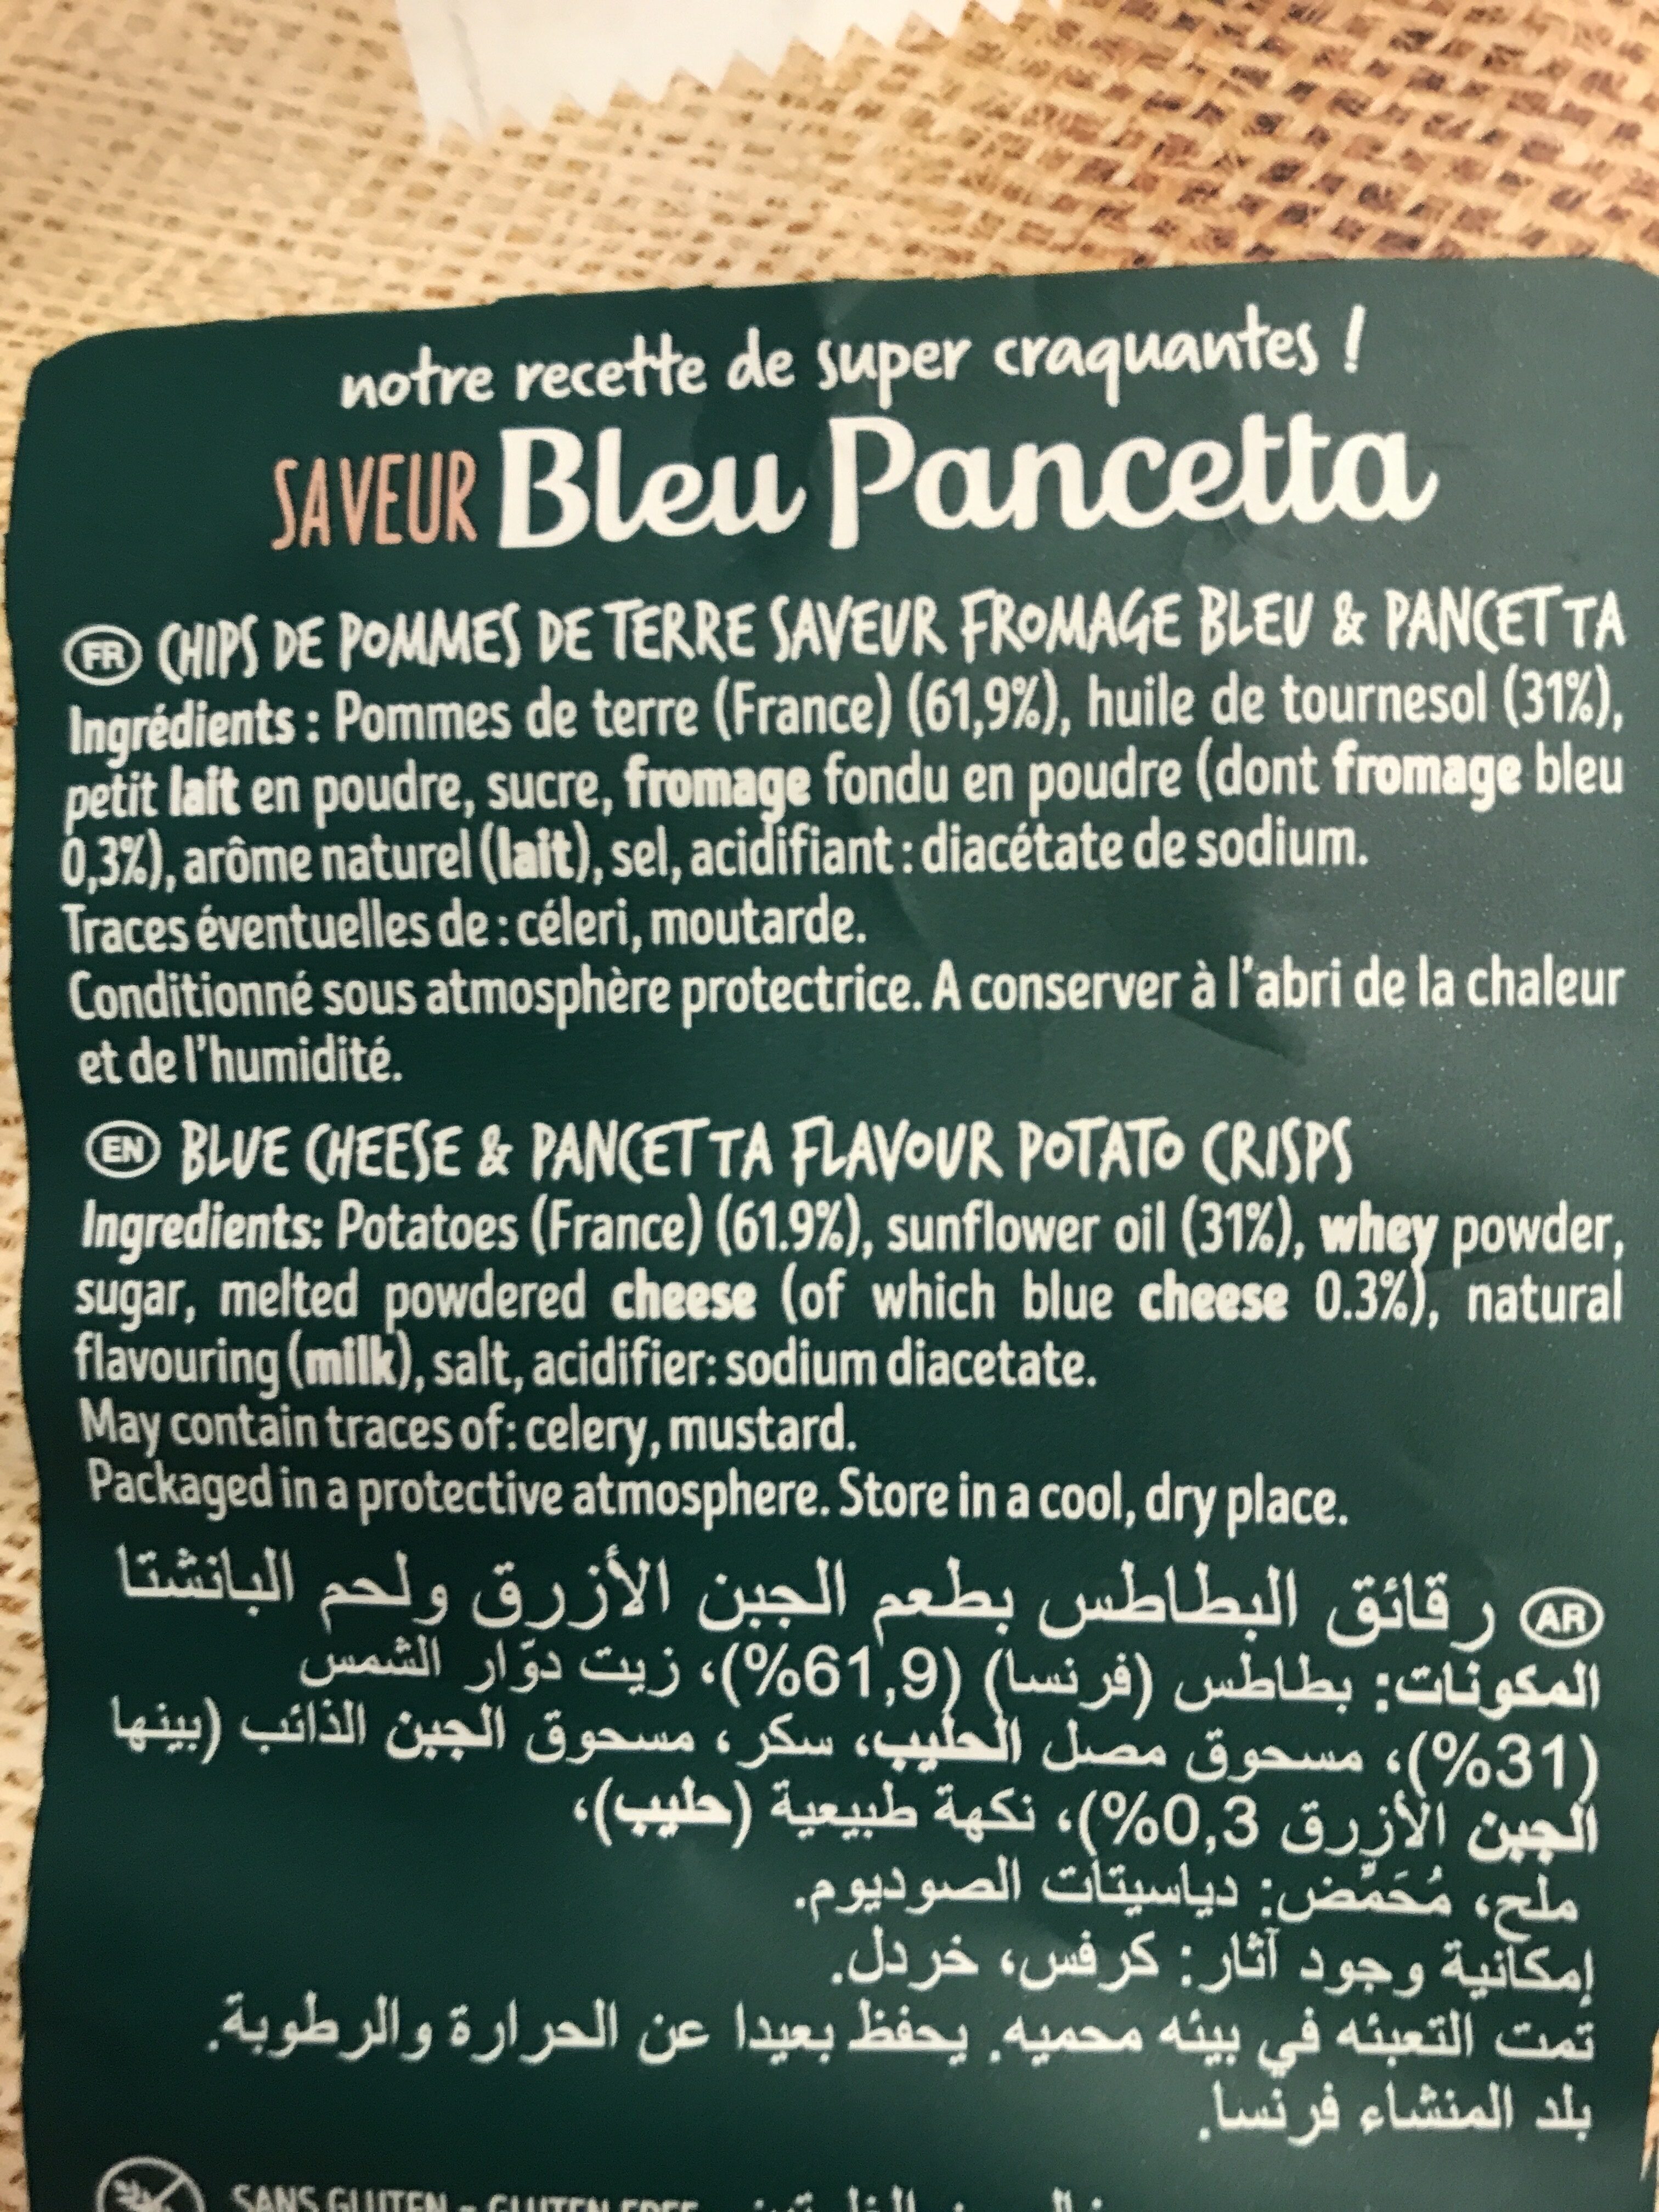 notre recette de super craquantes !
SAVEUR Bleu Pancetta
FR CHIPS DE POMMES DE TERRE SAVEUR FROMAGE BLEU & PANCETTA
Ingrédients : Pommes de terre (France) (61,9%), huile de tournesol (31%),
petit lait en poudre, sucre, fromage fondu en poudre (dont fromage bleu
0,3%), arôme naturel (lait), sel, acidifiant : diacétate de sodium.
Traces éventuelles de : céleri, moutarde.
Conditionné sous atmosphère protectrice. A conserver à l'abri de la chaleur
et de l'humidité.
EN BLUE CHEESE & PANCETTA FLAVOUR POTATO CRISPS
Ingredients: Potatoes (France) (61.9%), sunflower oil (31%), whey powder,
sugar, melted powdered cheese (of which blue cheese 0.3%), natural
flavouring (milk), salt, acidifier: sodium diacetate.
May contain traces of: celery, mustard.
Packaged in a protective atmosphere. Store in a cool, dry place.
AR رقائق البطاطس بطعم الجبن الأزرق ولحم البانشتا
المكونات: بطاطس (فرنسا) (61,9%)، زيت دوّار الشمس
(31%)، مسحوق مصل الحليب، سكر، مسحوق الجبن الذائب (بينها
الجبن الأزرق 0,3%)، نكهة طبيعية (حليب)،
ملح، مُحَمِّض: دياسيتات الصوديوم.
إمكانية وجود آثار: كرفس، خردل.
تمت التعبئه في بيئه محميه. يحفظ بعيدا عن الحرارة والرطوبة.
بلد المنشاء فرنسا.
SANS GLUTEN - GLUTEN FREE